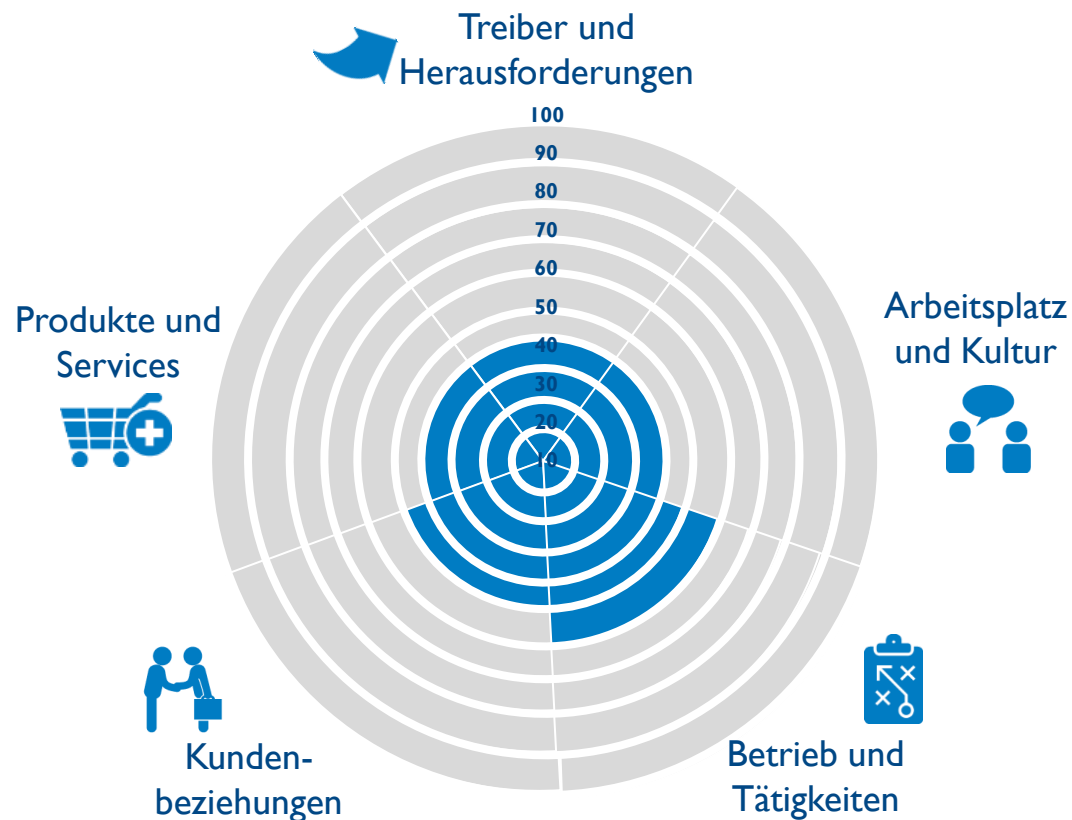 Treiber und
Herausforderungen
100
90
80
70
60
50
40
30
20
10
Produkte und
Services
Arbeitsplatz
und Kultur
Kunden-
beziehungen
Betrieb und
Tätigkeiten